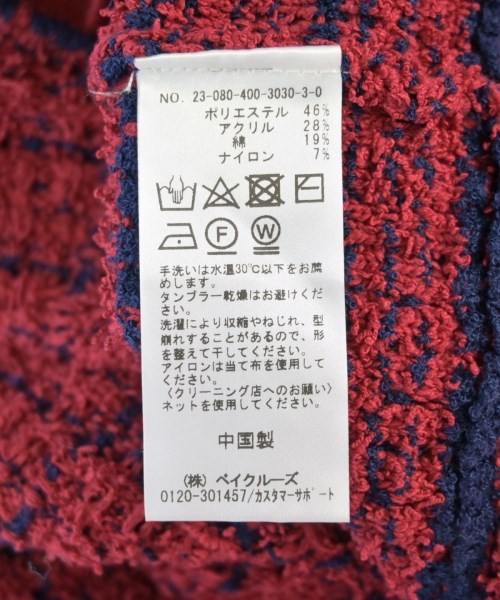 NO. 23-080-400-3030-3-0
ポリエステル 46%
アクリル 28%
綿 19%
ナイロン 7%
F W
手洗いは水温30℃以下をお薦
めします。
タンブラー乾燥はお避けくだ
さい。
洗濯により収縮やねじれ、型
崩れすることがあるので、形
を整えて干してください。
アイロンは当て布を使用して
ください。
〈クリーニング店へのお願い〉
ネットを使用してください。
中国製
(株) ベイクルーズ
0120-301457/カスタマーサポート